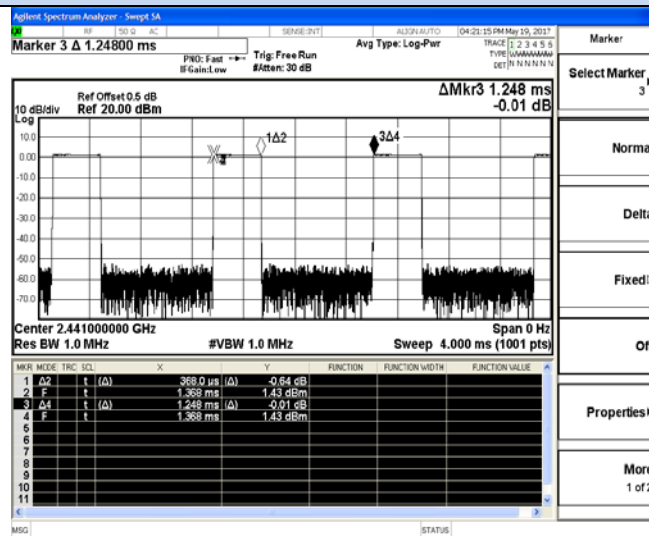 Agilent Spectrum Analyzer - Swept SA
RF 50 Ω AC SENSE:INT ALIGN AUTO 04:21:15 PM May 19, 2017
Marker 3 Δ 1.24800 ms
PNO: Fast
IFGain:Low
Trig: Free Run
#Atten: 30 dB
Avg Type: Log-Pwr
TRACE 1 2 3 4 5 6
TYPE
DET N N N N N N
Ref Offset 0.5 dB
10 dB/div Ref 20.00 dBm
Log
ΔMkr3 1.248 ms
-0.01 dB
10.0
0.00
-10.0
-20.0
-30.0
-40.0
-50.0
-60.0
-70.0
1Δ2
3Δ4
Center 2.441000000 GHz Span 0 Hz
Res BW 1.0 MHz #VBW 1.0 MHz Sweep 4.000 ms (1001 pts)
MKR MODE TRC SCL X Y FUNCTION FUNCTION WIDTH FUNCTION VALUE
1 Δ2 t (Δ) 368.0 µs (Δ) -0.64 dB
2 F t 1.368 ms 1.43 dBm
3 Δ4 t (Δ) 1.248 ms (Δ) -0.01 dB
4 F t 1.368 ms 1.43 dBm
5
6
7
8
9
10
11
MSG STATUS
Marker
Select Marker
3
Norma
Delta
Fixed
Of
Properties
More
1 of 2